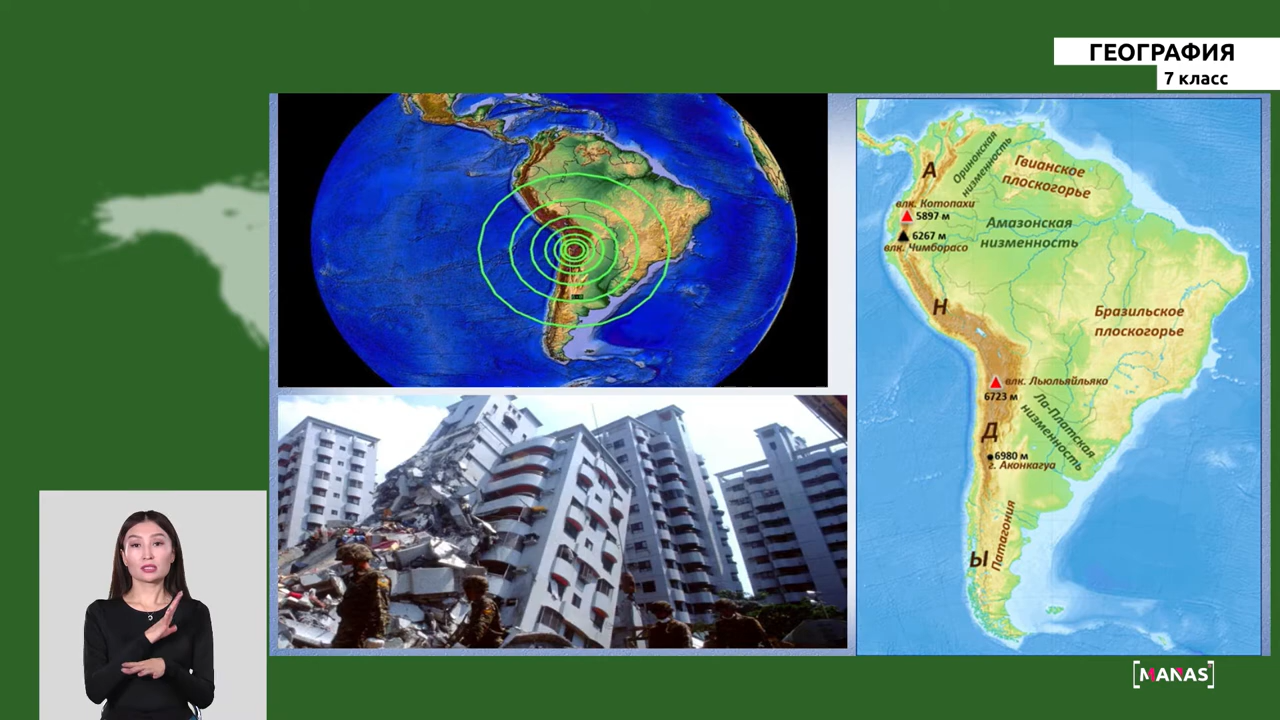 ГЕОГРАФИЯ
7 класс
А
Оринокская
низменность
Гвианское
плоскогорье
влк. Котопахи
5897 м
6267 м
влк. Чимборасо
Амазонская
низменность
Н
Бразильское
плоскогорье
влк. Льюльяйльяко
6723 м
Ла-Платская
низменность
Д
6980 м
г. Аконкагуа
Патагония
Ы
[MANAS]